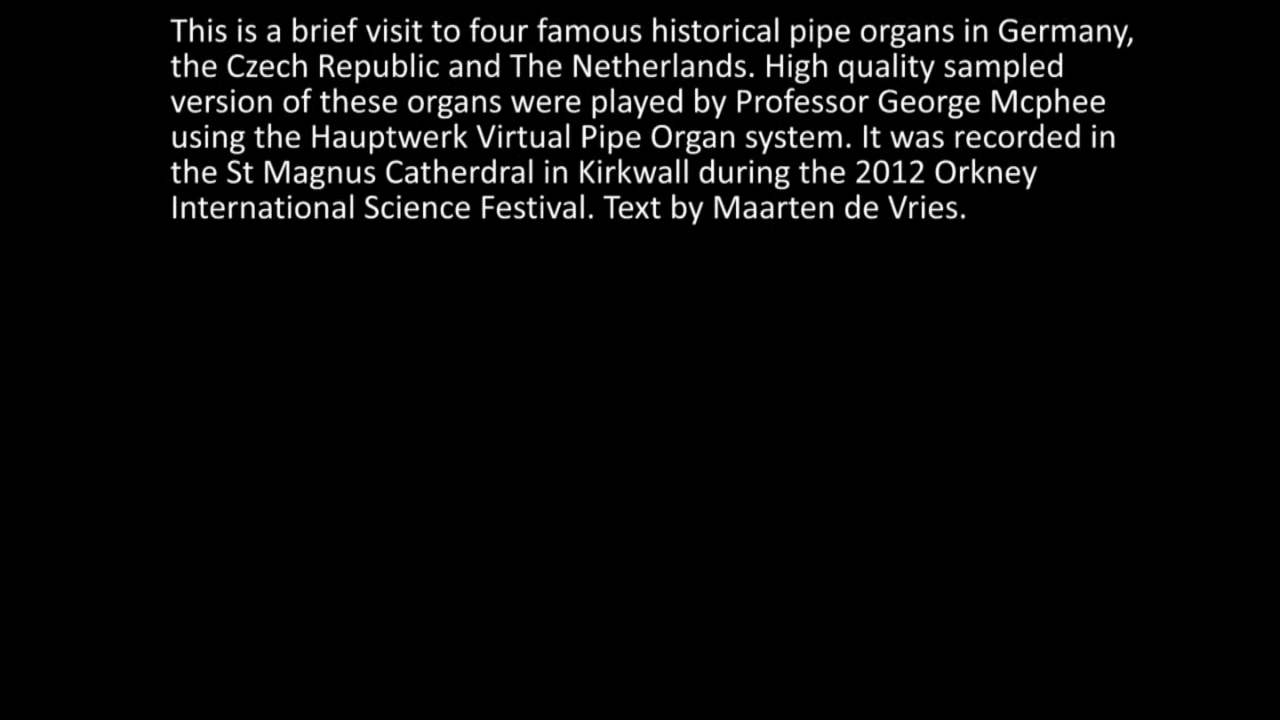 This is a brief visit to four famous historical pipe organs in Germany,
the Czech Republic and The Netherlands. High quality sampled
version of these organs were played by Professor George Mcphee
using the Hauptwerk Virtual Pipe Organ system. It was recorded in
the St Magnus Catherdral in Kirkwall during the 2012 Orkney
International Science Festival. Text by Maarten de Vries.